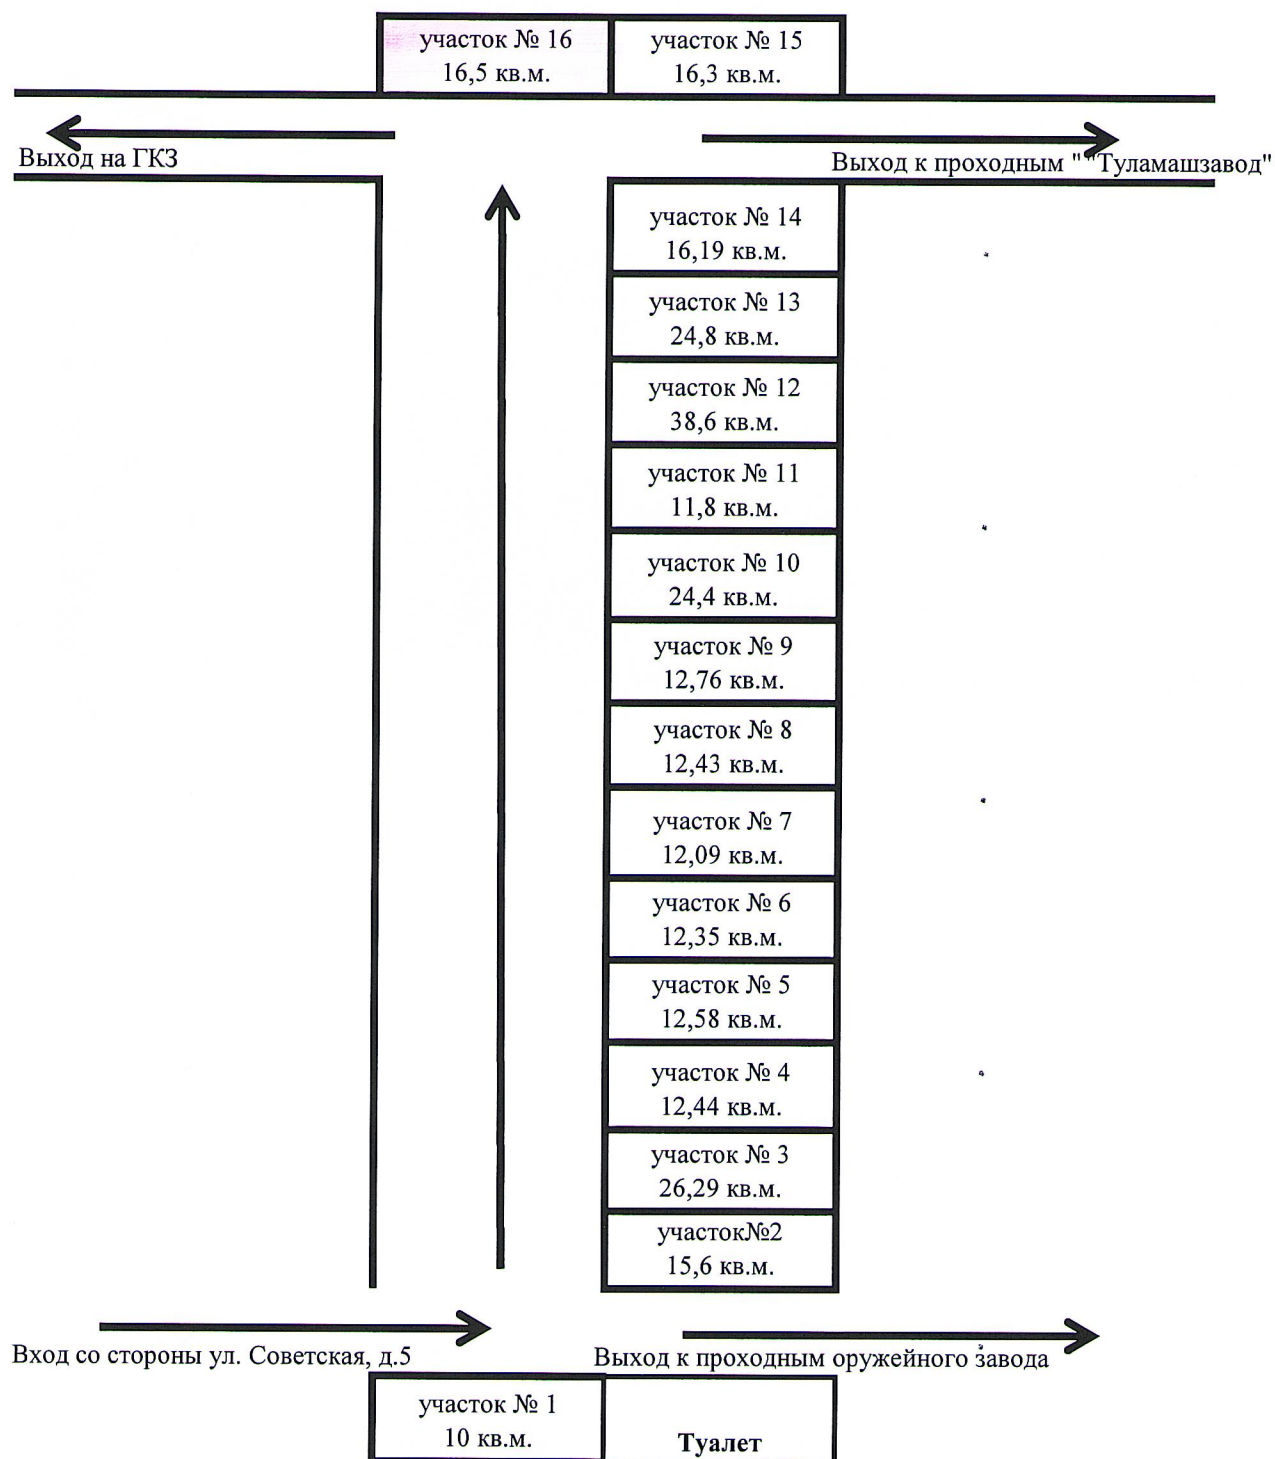 участок № 16
16,5 кв.м.
участок № 15
16,3 кв.м.
Выход на ГКЗ
Выход к проходным " "Туламашзавод"
участок № 14
16,19 кв.м.
участок № 13
24,8 кв.м.
участок № 12
38,6 кв.м.
участок № 11
11,8 кв.м.
участок № 10
24,4 кв.м.
участок № 9
12,76 кв.м.
участок № 8
12,43 кв.м.
участок № 7
12,09 кв.м.
участок № 6
12,35 кв.м.
участок № 5
12,58 кв.м.
участок № 4
12,44 кв.м.
участок № 3
26,29 кв.м.
участок№2
15,6 кв.м.
Вход со стороны ул. Советская, д.5
Выход к проходным оружейного завода
участок № 1
10 кв.м.
Туалет